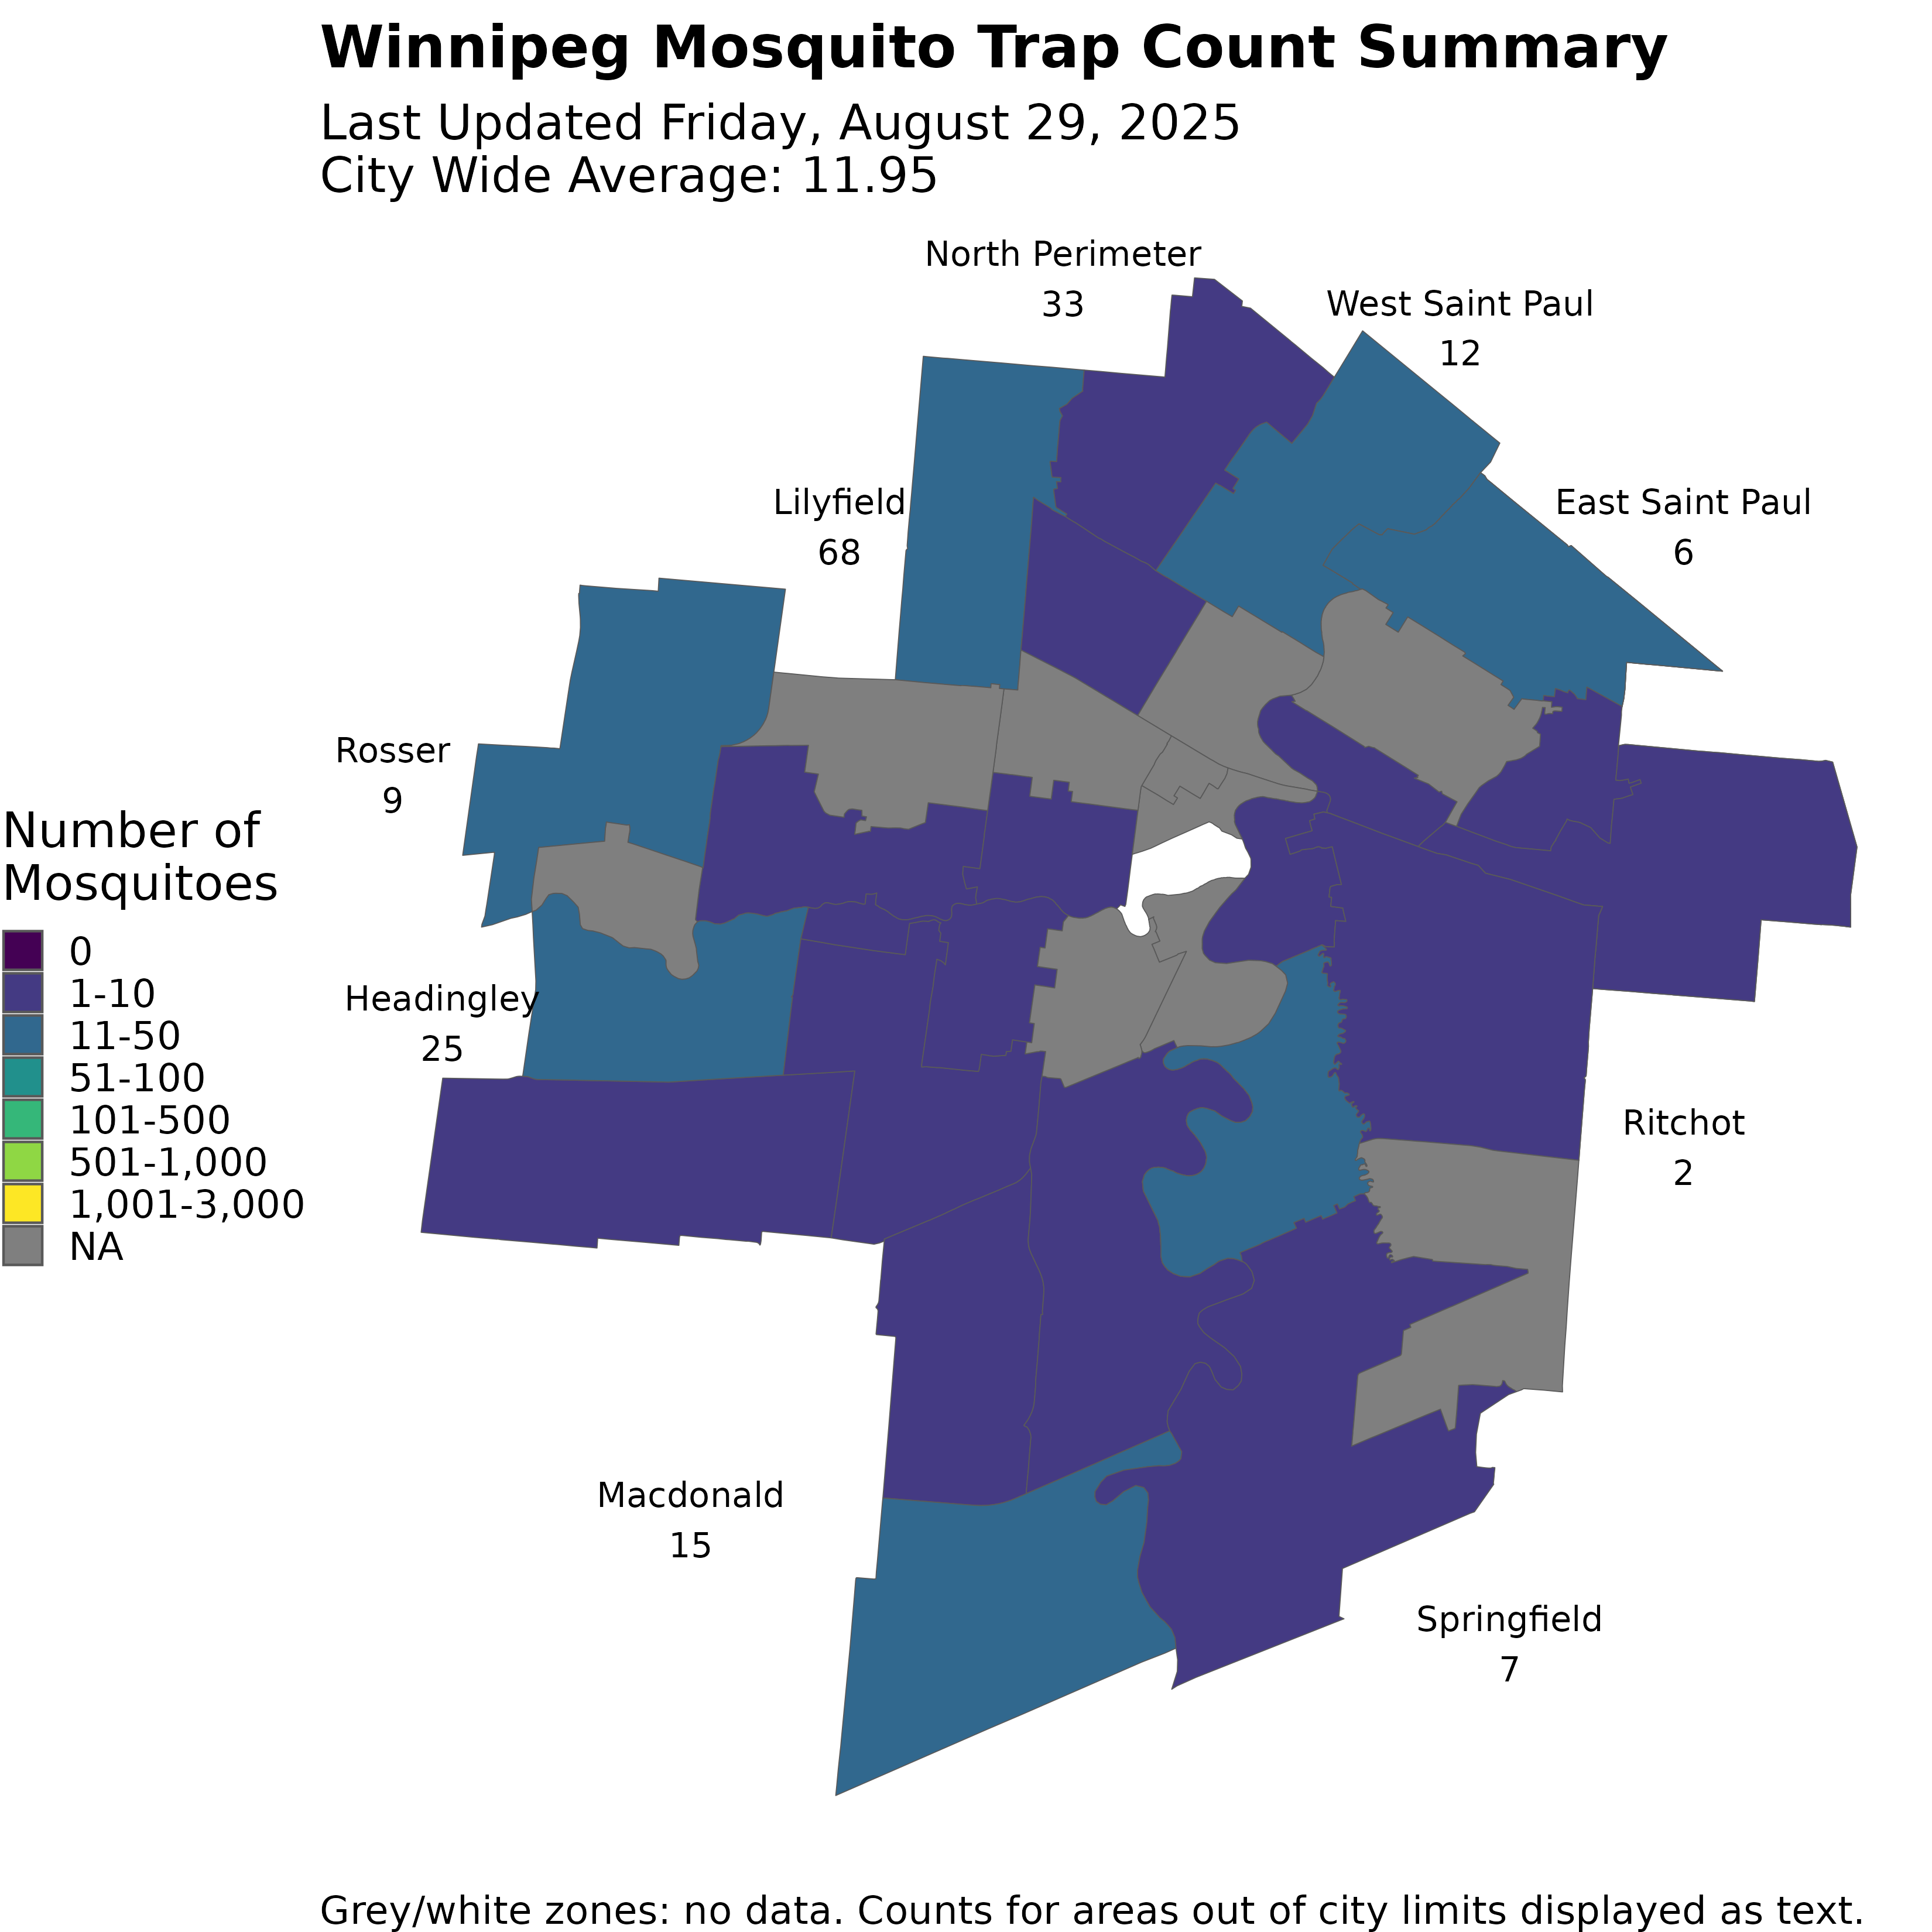 Winnipeg Mosquito Trap Count Summary
Last Updated Friday, August 29, 2025
City Wide Average: 11.95
North Perimeter
33
West Saint Paul
12
Lilyfield
68
East Saint Paul
6
Rosser
9
Number of
Mosquitoes
0
1-10
11-50
51-100
101-500
501-1,000
1,001-3,000
NA
Headingley
25
Ritchot
2
Macdonald
15
Springfield
7
Grey/white zones: no data. Counts for areas out of city limits displayed as text.